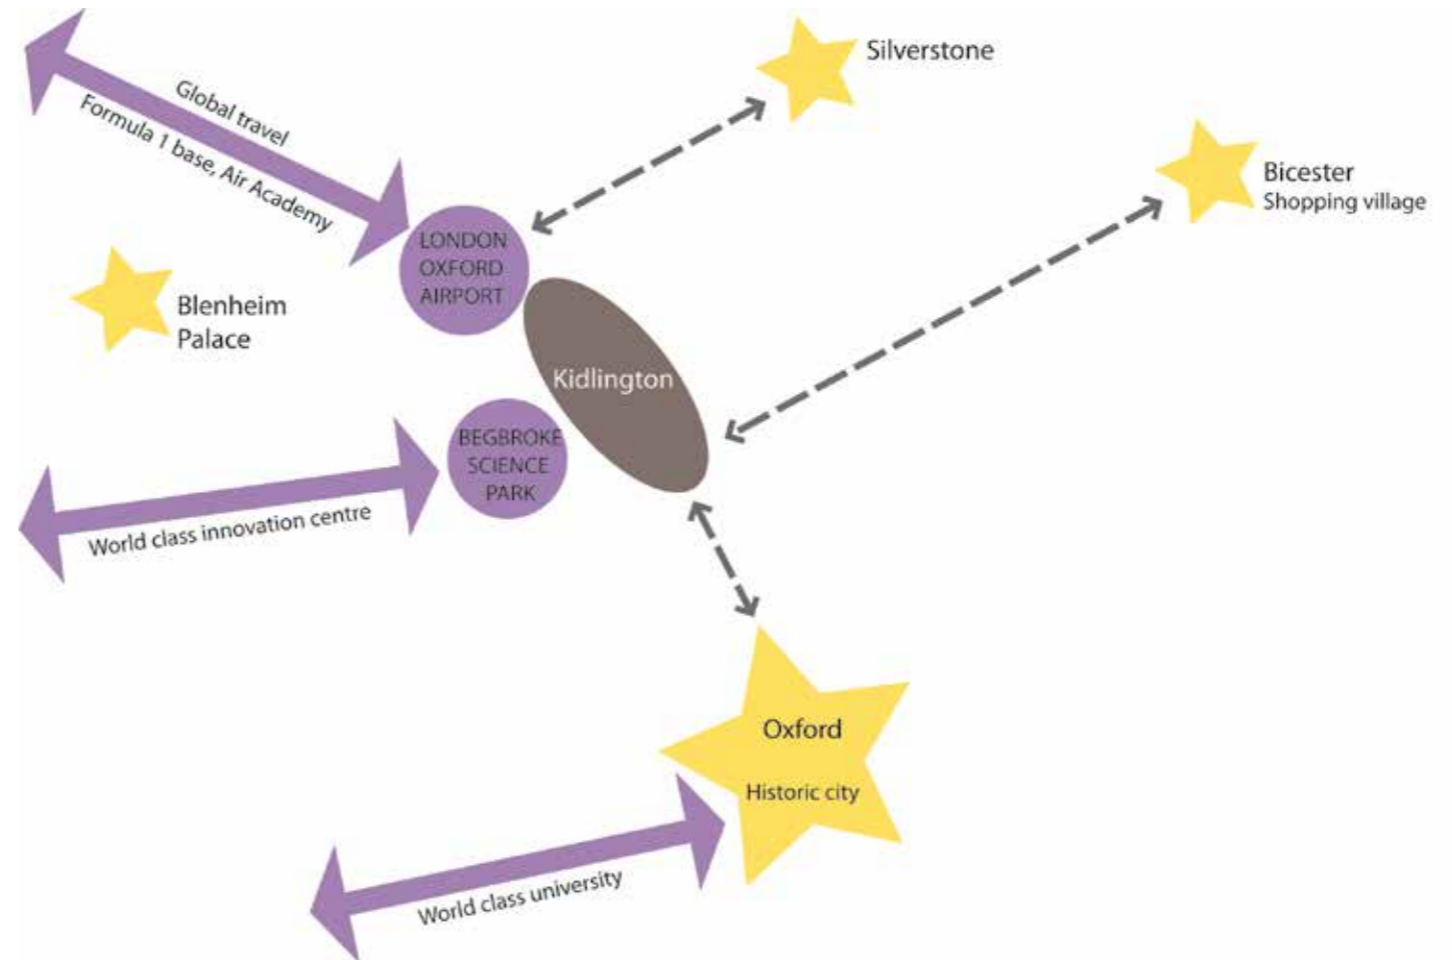 Silverstone
Global travel
Formula 1 base, Air Academy
Bicester
Shopping village
LONDON
OXFORD
AIRPORT
Blenheim
Palace
Kidlington
BEGBROKE
SCIENCE
PARK
World class innovation centre
Oxford
Historic city
World class university